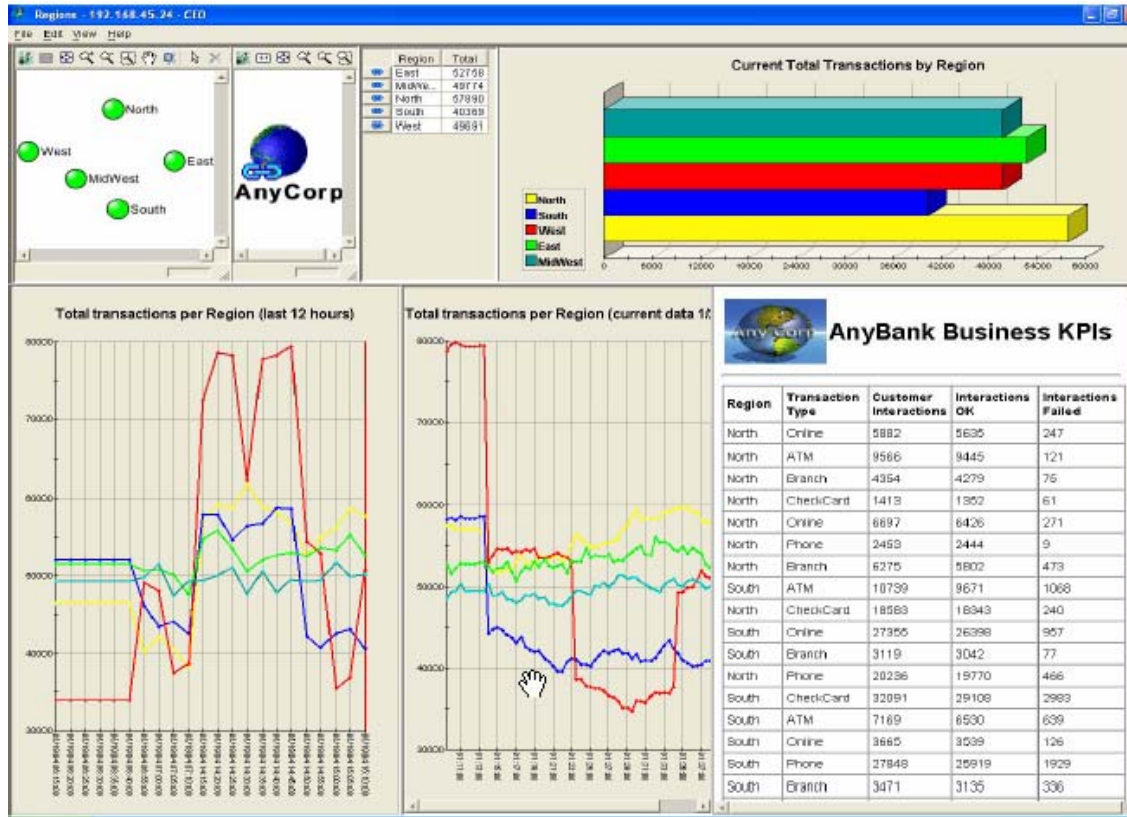 Regions - 192.168.45.24 - CEO
File Edit View Help
North
West
East
MidWest
South
AnyCorp
Region Total
East 52758
MidWe... 49774
North 57890
South 40369
West 49691
Current Total Transactions by Region
North
South
West
East
MidWest
0 6000 12000 18000 24000 30000 36000 42000 48000 54000 60000
Total transactions per Region (last 12 hours)
80000
70000
60000
50000
40000
30000
Total transactions per Region (current data 1/
80000
70000
60000
50000
40000
30000
Any Corp
AnyBank Business KPIs
Region Transaction Type Customer Interactions Interactions OK Interactions Failed
North Online 5882 5635 247
North ATM 9566 9445 121
North Branch 4354 4279 75
North CheckCard 1413 1352 61
North Online 6697 6426 271
North Phone 2453 2444 9
North Branch 6275 5802 473
South ATM 10739 9671 1068
North CheckCard 18583 18343 240
South Online 27355 26398 957
South Branch 3119 3042 77
North Phone 20236 19770 466
South CheckCard 32091 29108 2983
South ATM 7169 6530 639
South Online 3665 3539 126
South Phone 27848 25919 1929
South Branch 3471 3135 336